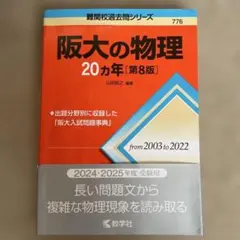 難関校過去問シリーズ
776
阪大の物理
20カ年[第8版]
編著
●出題分野別に収録した
「阪大入試問題事典」
from 2003 to 2022
2024・2025年度 受験用
長い問題文から
複雑な物理現象を読み取る
教学社